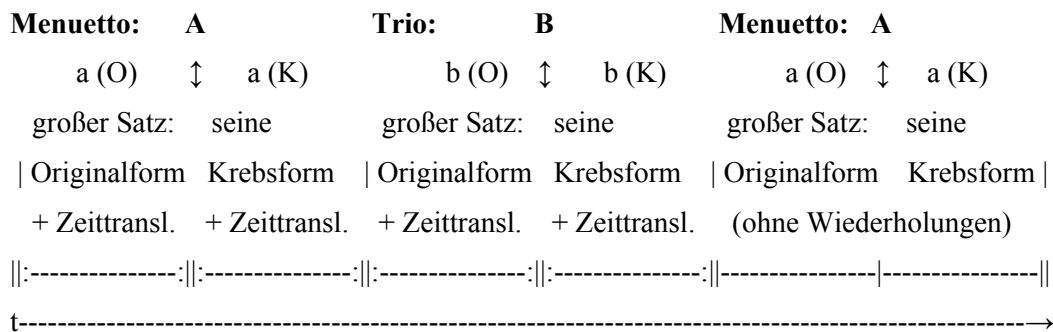 Menuetto: A Trio: B Menuetto: A
a (O) ↕ a (K) b (O) ↕ b (K) a (O) ↕ a (K)
großer Satz: seine großer Satz: seine großer Satz: seine
| Originalform Krebsform | Originalform Krebsform | Originalform Krebsform |
+ Zeittransl. + Zeittransl. + Zeittransl. + Zeittransl. (ohne Wiederholungen)
||:---------------:||:---------------:||:---------------:||:---------------:||----------------|----------------||
t---------------------------------------------------------------------------------------------------------→